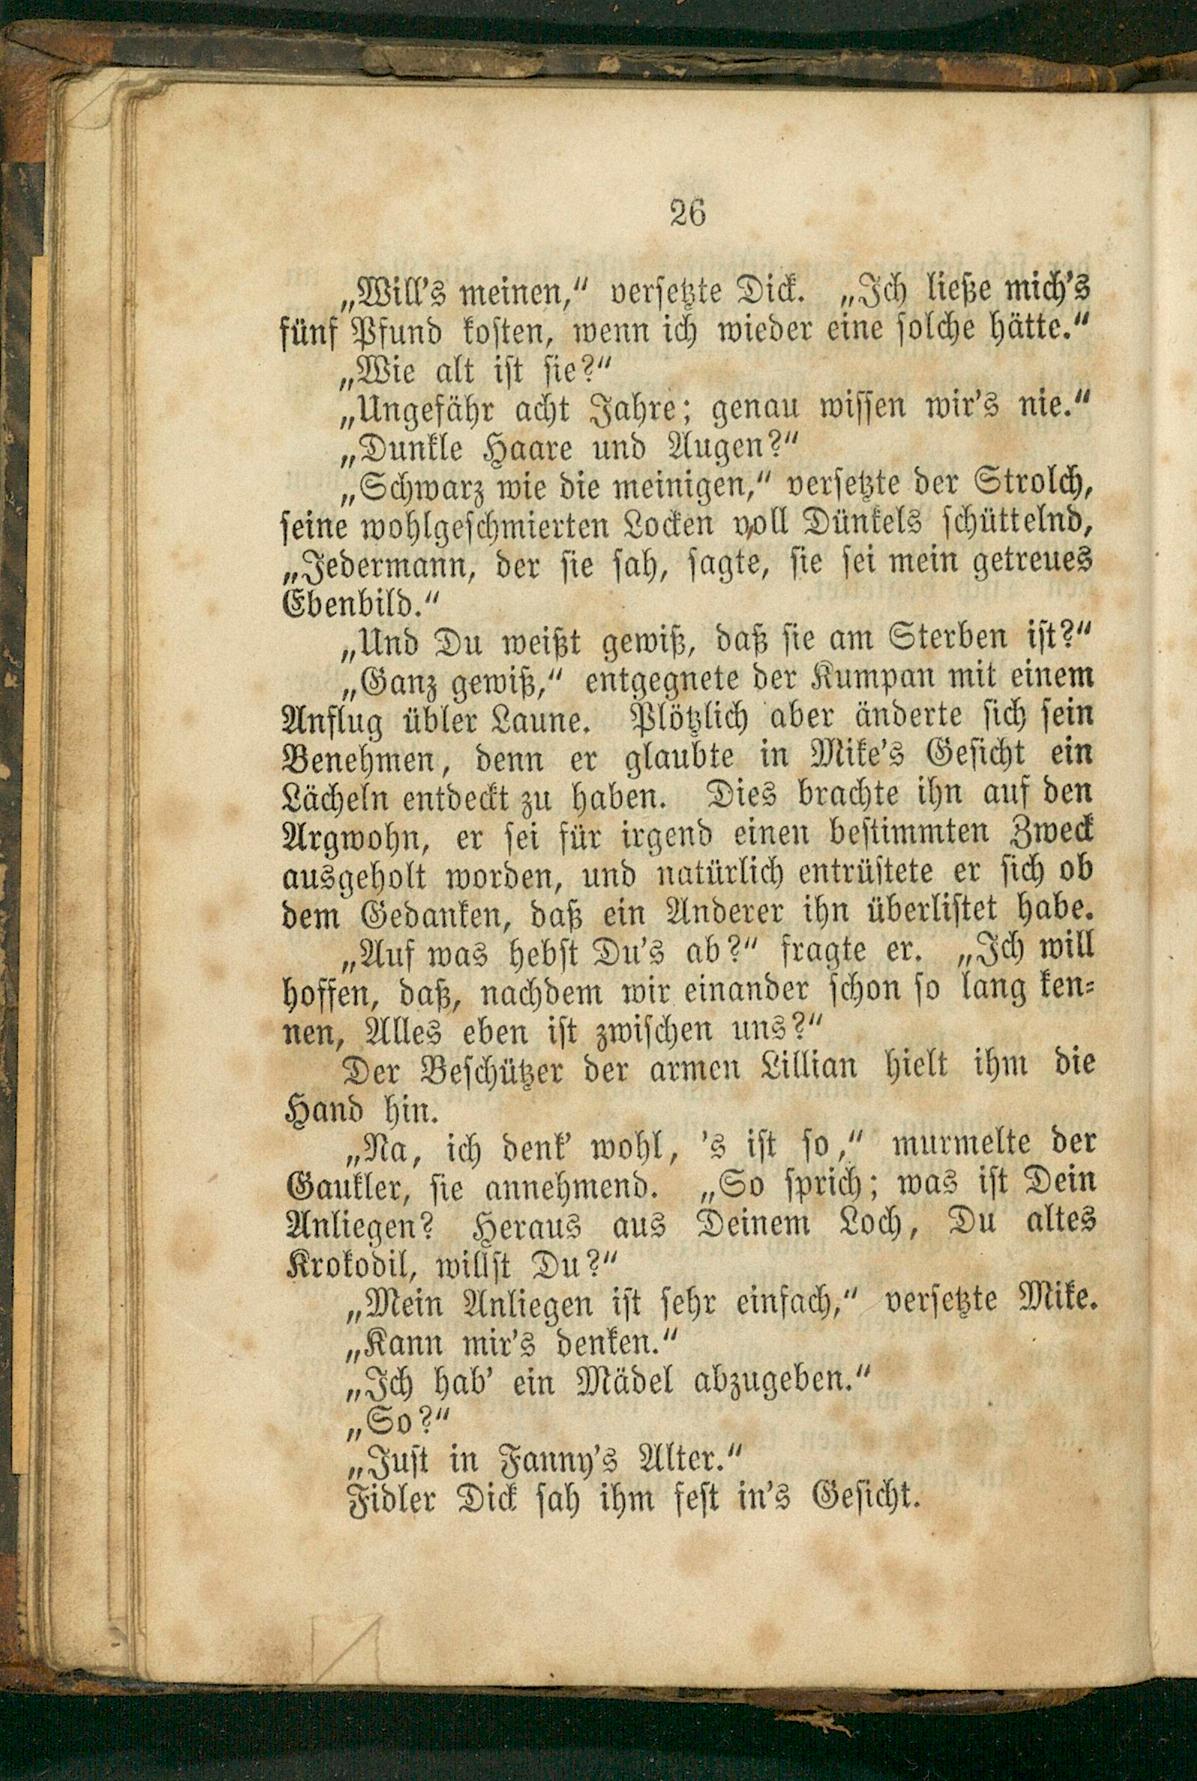 26
„Will's meinen,“ versetzte Dick. „Ich ließe mich's
fünf Pfund kosten, wenn ich wieder eine solche hätte.“
„Wie alt ist sie?“
„Ungefähr acht Jahre; genau wissen wir's nie.“
„Dunkle Haare und Augen?“
„Schwarz wie die meinigen,“ versetzte der Strolch,
seine wohlgeschmierten Locken voll Dünkels schüttelnd,
„Jedermann, der sie sah, sagte, sie sei mein getreues
Ebenbild.“
„Und Du weißt gewiß, daß sie am Sterben ist?“
„Ganz gewiß,“ entgegnete der Kumpan mit einem
Anflug übler Laune. Plötzlich aber änderte sich sein
Benehmen, denn er glaubte in Mike's Gesicht ein
Lächeln entdeckt zu haben. Dies brachte ihn auf den
Argwohn, er sei für irgend einen bestimmten Zweck
ausgeholt worden, und natürlich entrüstete er sich ob
dem Gedanken, daß ein Anderer ihn überlistet habe.
„Auf was hebst Du's ab?“ fragte er. „Ich will
hoffen, daß, nachdem wir einander schon so lang ken-
nen, Alles eben ist zwischen uns?“
Der Beschützer der armen Lillian hielt ihm die
Hand hin.
„Na, ich denk' wohl, 's ist so,“ murmelte der
Gaukler, sie annehmend. „So sprich; was ist Dein
Anliegen? Heraus aus Deinem Loch, Du altes
Krokodil, willst Du?“
„Mein Anliegen ist sehr einfach,“ versetzte Mike.
„Kann mir's denken.“
„Ich hab' ein Mädel abzugeben.“
„So?“
„Just in Fanny's Alter.“
Fidler Dick sah ihm fest in's Gesicht.